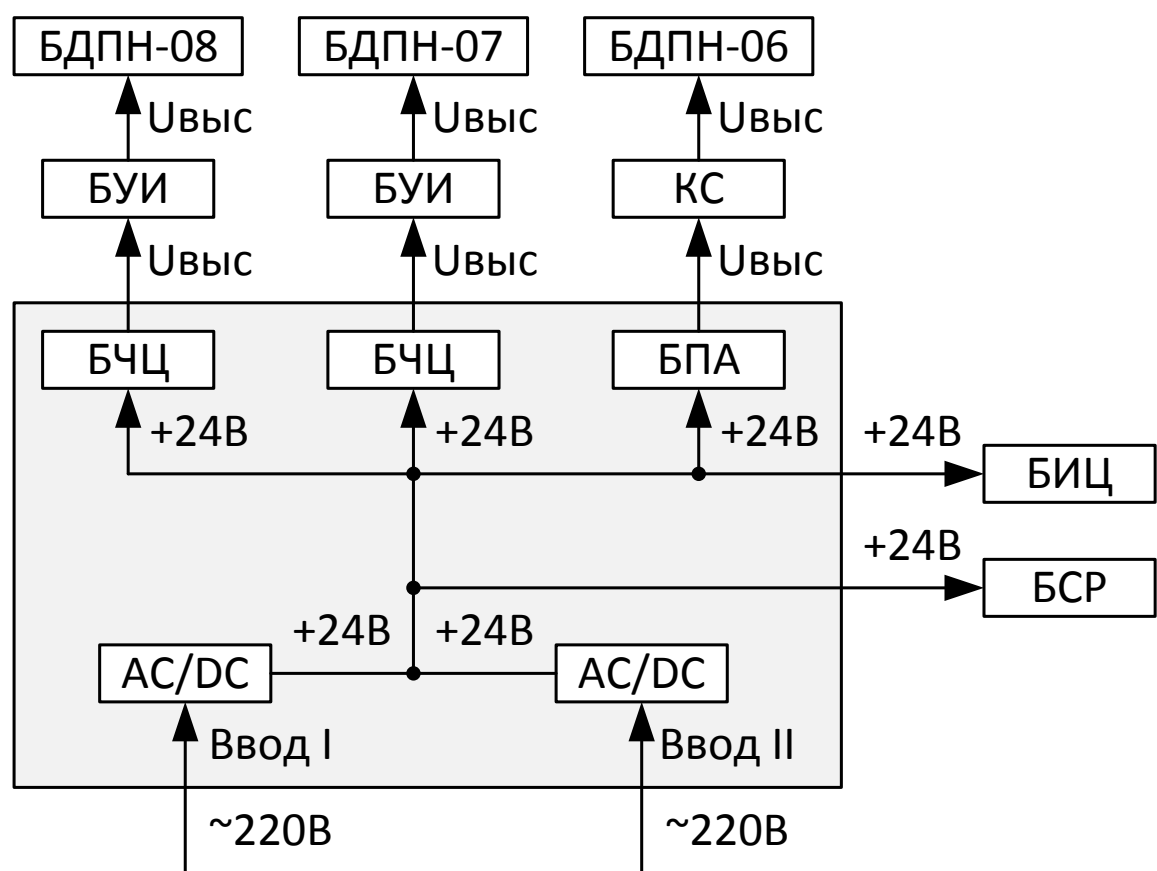 БДПН-08 БДПН-07 БДПН-06
Uвыс Uвыс Uвыс
БУИ БУИ КС
Uвыс Uвыс Uвыс
БЧЦ БЧЦ БПА
+24В +24В +24В +24В
БИЦ
+24В
БСР
+24В +24В
AC/DC AC/DC
Ввод I Ввод II
~220В ~220В